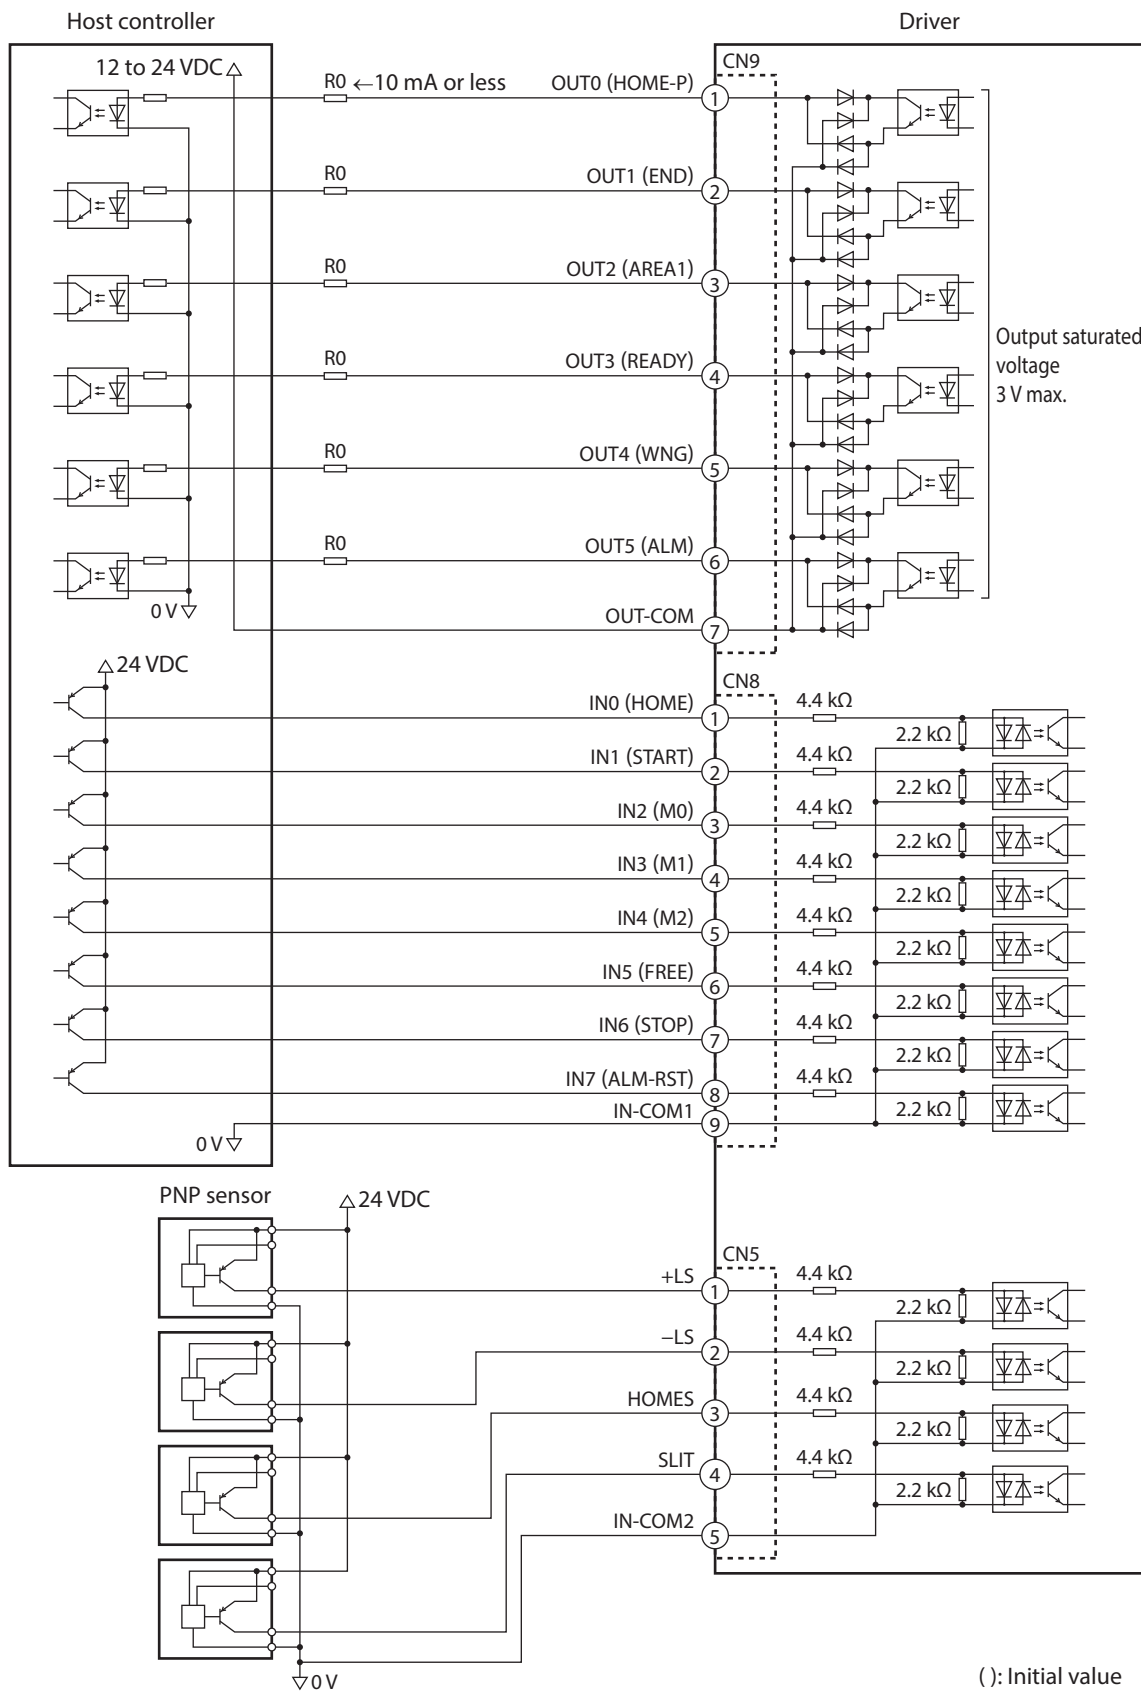 Host controller
Driver
12 to 24 VDC
R0
←10 mA or less
OUT0 (HOME-P)
CN9
1
R0
OUT1 (END)
2
R0
OUT2 (AREA1)
3
Output saturated
voltage
3 V max.
R0
OUT3 (READY)
4
R0
OUT4 (WNG)
5
R0
OUT5 (ALM)
6
0 V
OUT-COM
7
24 VDC
CN8
IN0 (HOME)
1
4.4 kΩ
2.2 kΩ
IN1 (START)
2
4.4 kΩ
2.2 kΩ
IN2 (M0)
3
4.4 kΩ
2.2 kΩ
IN3 (M1)
4
4.4 kΩ
2.2 kΩ
IN4 (M2)
5
4.4 kΩ
2.2 kΩ
IN5 (FREE)
6
4.4 kΩ
2.2 kΩ
IN6 (STOP)
7
4.4 kΩ
2.2 kΩ
IN7 (ALM-RST)
8
4.4 kΩ
2.2 kΩ
IN-COM1
9
0 V
PNP sensor
24 VDC
CN5
+LS
1
4.4 kΩ
2.2 kΩ
−LS
2
4.4 kΩ
2.2 kΩ
HOMES
3
4.4 kΩ
2.2 kΩ
SLIT
4
4.4 kΩ
2.2 kΩ
IN-COM2
5
0 V
( ): Initial value